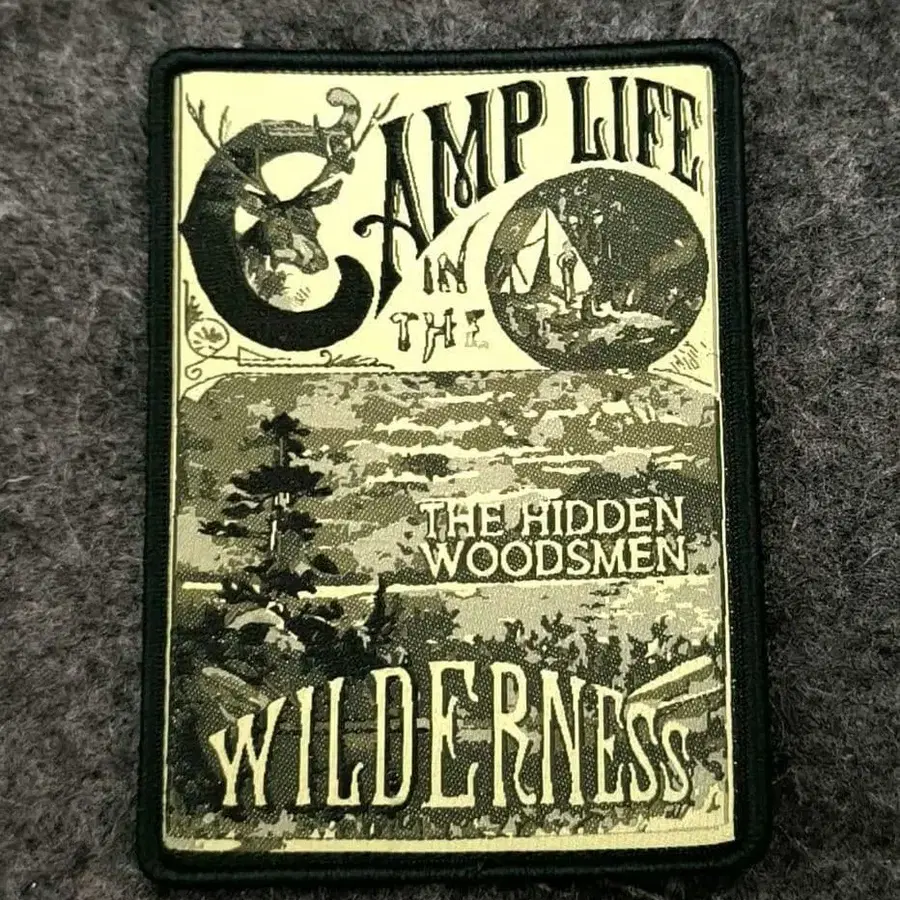 CAMP LIFE
IN
THE
THE HIDDEN
WOODSMEN
WILDERNESS